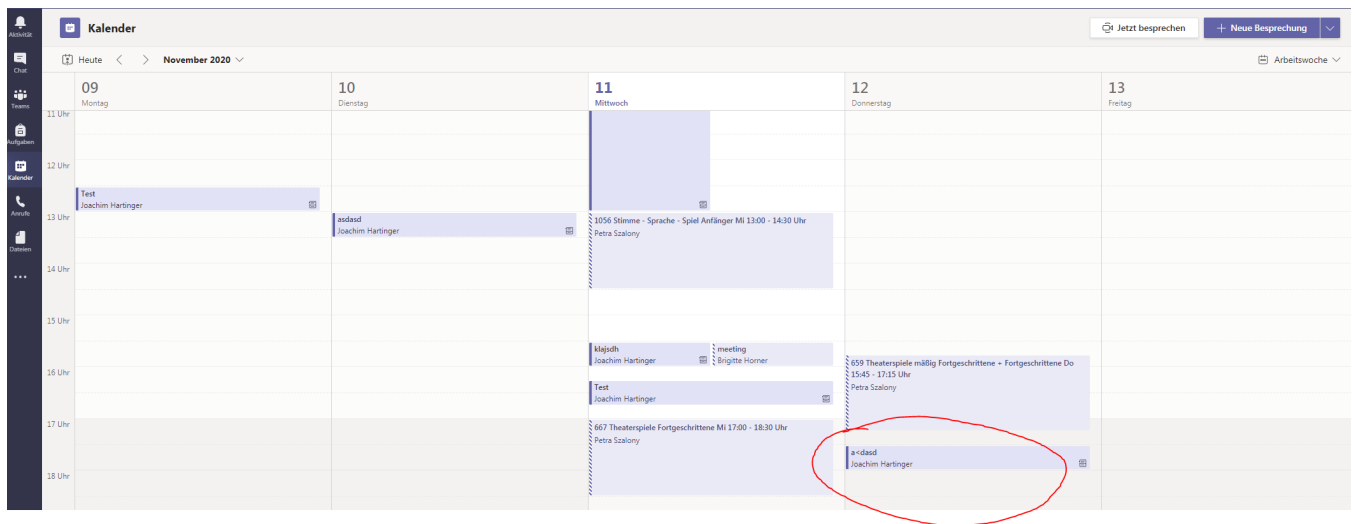 Aktivität
Chat
Teams
Aufgaben
Kalender
Anrufe
Dateien
Kalender
Jetzt besprechen
+ Neue Besprechung
Heute < > November 2020
Arbeitswoche
09
Montag
10
Dienstag
11
Mittwoch
12
Donnerstag
13
Freitag
11 Uhr
12 Uhr
13 Uhr
14 Uhr
15 Uhr
16 Uhr
17 Uhr
18 Uhr
Test
Joachim Hartinger
asdasd
Joachim Hartinger
1056 Stimme - Sprache - Spiel Anfänger Mi 13:00 - 14:30 Uhr
Petra Szalony
klajsdh
Joachim Hartinger
meeting
Brigitte Horner
Test
Joachim Hartinger
667 Theaterspiele Fortgeschrittene Mi 17:00 - 18:30 Uhr
Petra Szalony
659 Theaterspiele mäßig Fortgeschrittene + Fortgeschrittene Do
15:45 - 17:15 Uhr
Petra Szalony
a<dasd
Joachim Hartinger